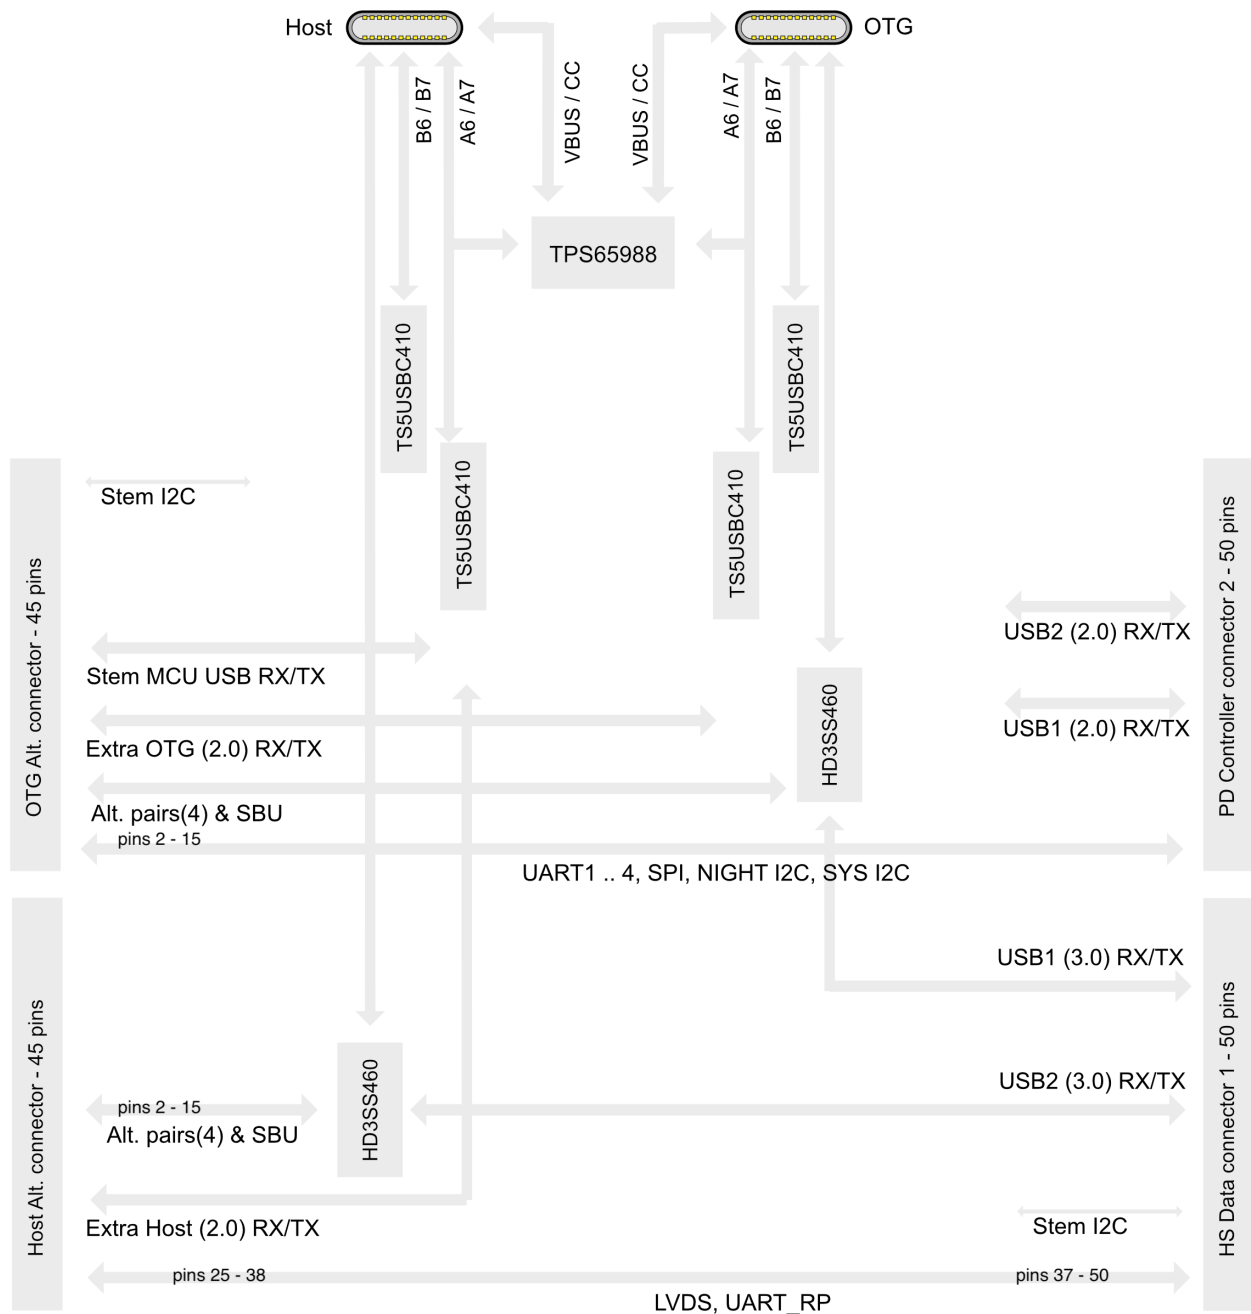 Host
OTG
B6 / B7
A6 / A7
VBUS / CC
VBUS / CC
A6 / A7
B6 / B7
TPS65988
TS5USBC410
TS5USBC410
TS5USBC410
TS5USBC410
OTG Alt. connector - 45 pins
Stem I2C
Stem MCU USB RX/TX
Extra OTG (2.0) RX/TX
Alt. pairs(4) & SBU
pins 2 - 15
HD3SS460
USB2 (2.0) RX/TX
USB1 (2.0) RX/TX
PD Controller connector 2 - 50 pins
UART1 .. 4, SPI, NIGHT I2C, SYS I2C
Host Alt. connector - 45 pins
USB1 (3.0) RX/TX
HD3SS460
USB2 (3.0) RX/TX
HS Data connector 1 - 50 pins
pins 2 - 15
Alt. pairs(4) & SBU
Extra Host (2.0) RX/TX
Stem I2C
pins 25 - 38
pins 37 - 50
LVDS, UART_RP